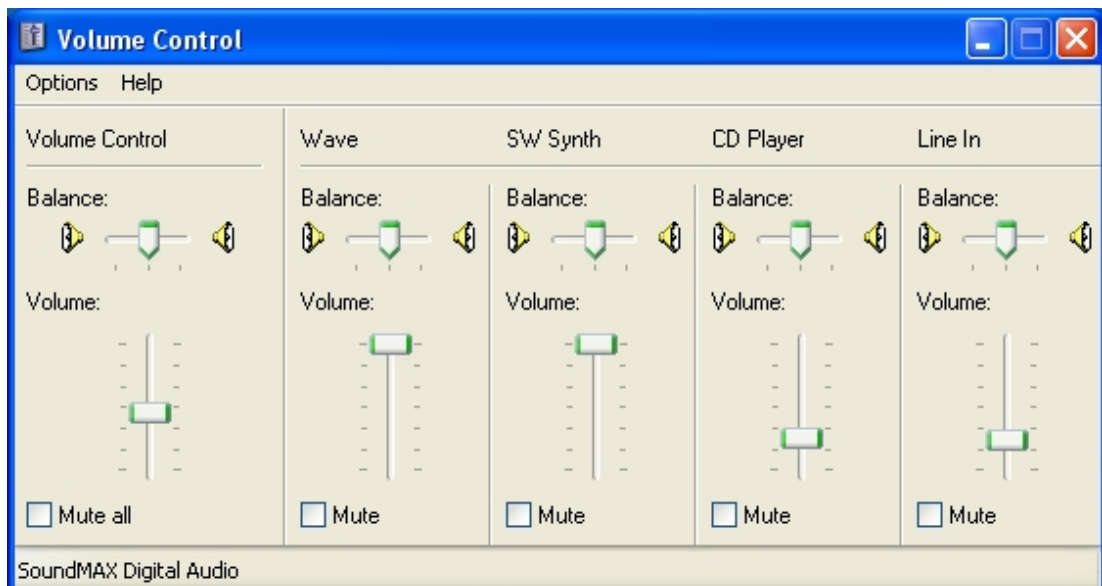 Volume Control
Options Help
Volume Control Wave SW Synth CD Player Line In
Balance: Balance: Balance: Balance: Balance:
Volume: Volume: Volume: Volume: Volume:
Mute all Mute Mute Mute Mute
SoundMAX Digital Audio